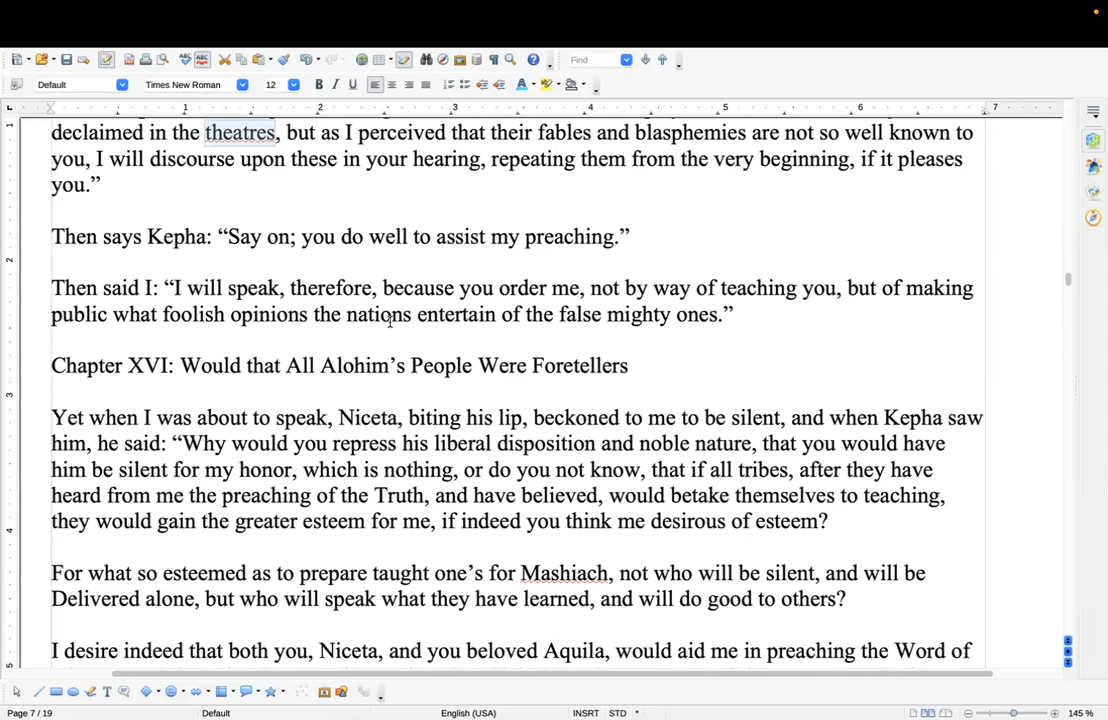 Find
Default
Times New Roman
12
1
2
3
4
5
6
7
declaimed in the theatres, but as I perceived that their fables and blasphemies are not so well known to
you, I will discourse upon these in your hearing, repeating them from the very beginning, if it pleases
you.”
Then says Kepha: “Say on; you do well to assist my preaching.”
Then said I: “I will speak, therefore, because you order me, not by way of teaching you, but of making
public what foolish opinions the nations entertain of the false mighty ones.”
Chapter XVI: Would that All Alohim’s People Were Foretellers
Yet when I was about to speak, Niceta, biting his lip, beckoned to me to be silent, and when Kepha saw
him, he said: “Why would you repress his liberal disposition and noble nature, that you would have
him be silent for my honor, which is nothing, or do you not know, that if all tribes, after they have
heard from me the preaching of the Truth, and have believed, would betake themselves to teaching,
they would gain the greater esteem for me, if indeed you think me desirous of esteem?
For what so esteemed as to prepare taught one’s for Mashiach, not who will be silent, and will be
Delivered alone, but who will speak what they have learned, and will do good to others?
I desire indeed that both you, Niceta, and you beloved Aquila, would aid me in preaching the Word of
Page 7 / 19
Default
English (USA)
INSRT
STD
*
145 %